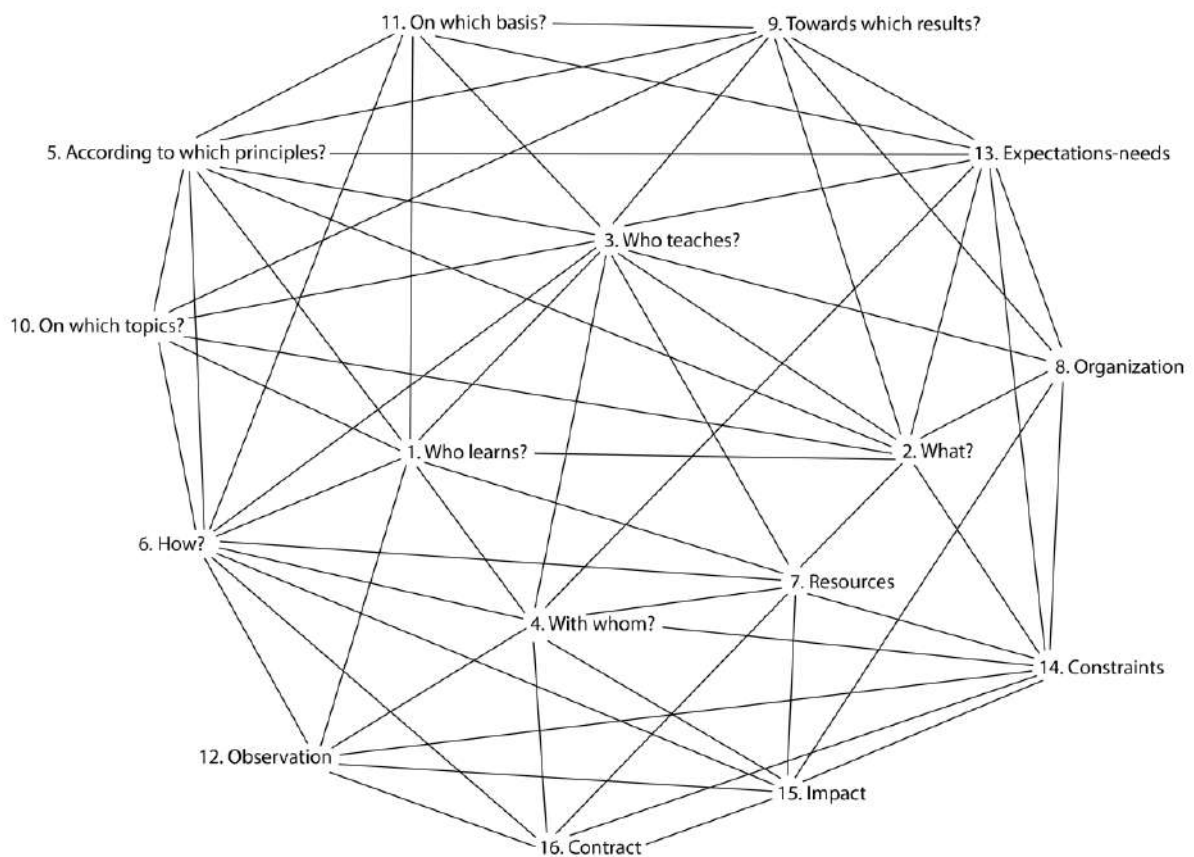 11. On which basis?
9. Towards which results?
5. According to which principles?
13. Expectations-needs
3. Who teaches?
10. On which topics?
8. Organization
1. Who learns?
2. What?
6. How?
7. Resources
4. With whom?
14. Constraints
12. Observation
15. Impact
16. Contract